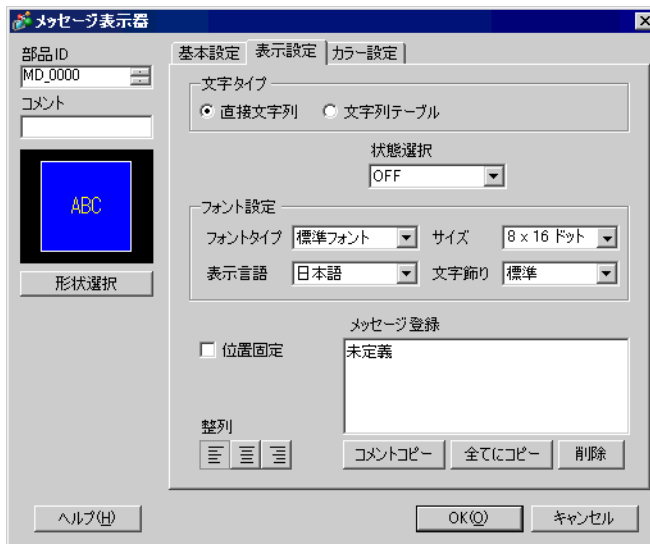 メッセージ表示器
部品ID
MD_0000
コメント
ABC
形状選択
基本設定 表示設定 カラー設定
文字タイプ
直接文字列 文字列テーブル
状態選択
OFF
フォント設定
フォントタイプ 標準フォント サイズ 8 x 16 ドット
表示言語 日本語 文字飾り 標準
メッセージ登録
位置固定 未定義
整列
コメントコピー 全てにコピー 削除
ヘルプ(H) OK(O) キャンセル